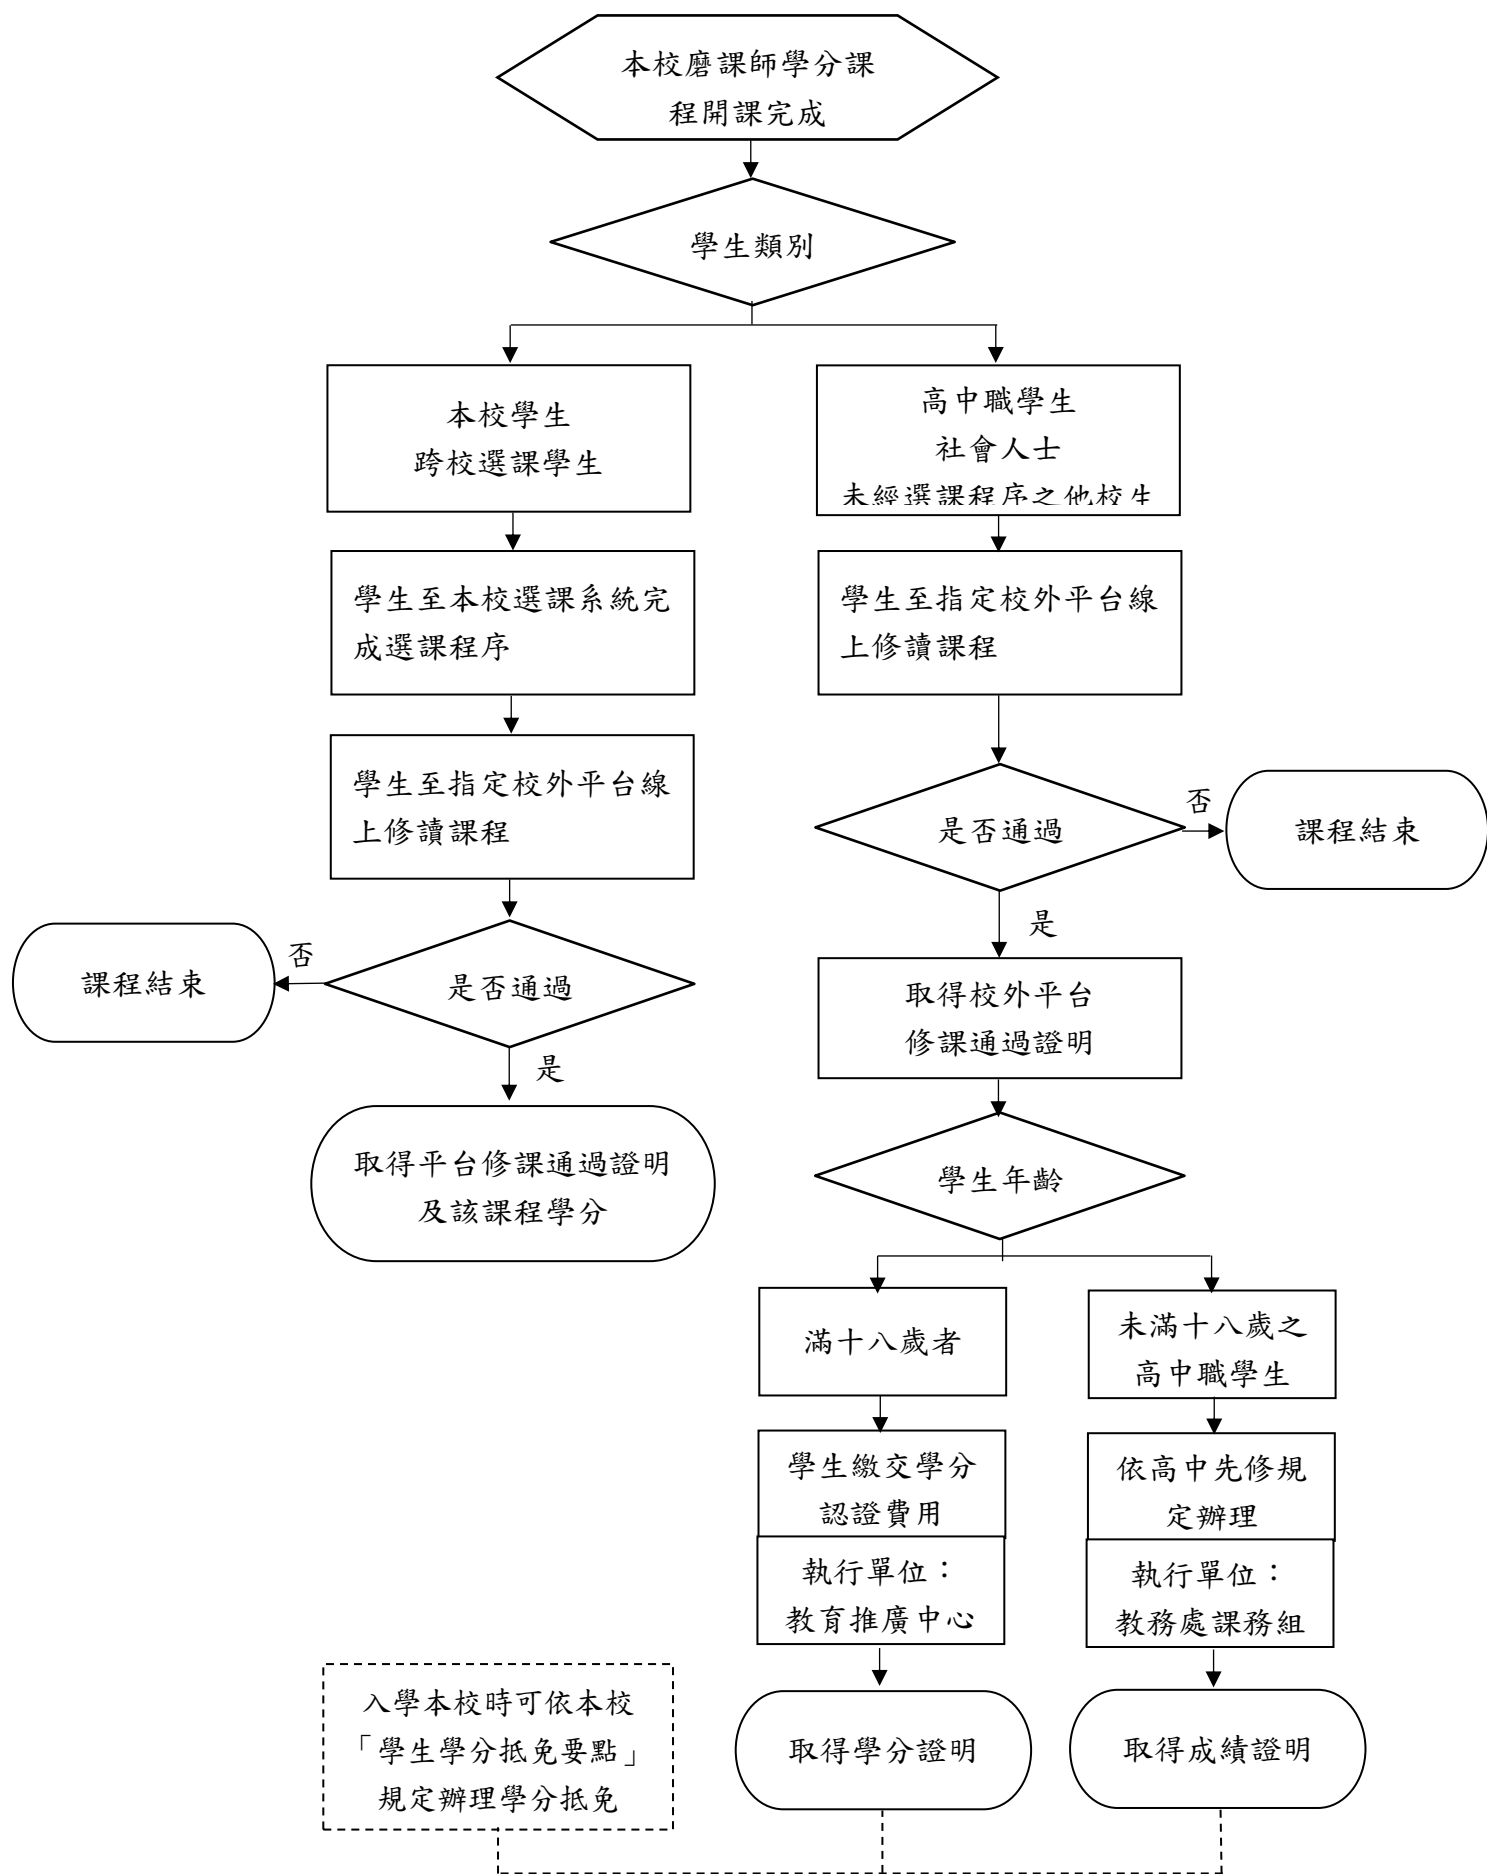 本校磨課師學分課
程開課完成
學生類別
本校學生
跨校選課學生
高中職學生
社會人士
未經選課程序之他校生
學生至本校選課系統完
成選課程序
學生至指定校外平台線
上修讀課程
學生至指定校外平台線
上修讀課程
是否通過
否
課程結束
是
是否通過
否
課程結束
是
取得校外平台
修課通過證明
取得平台修課通過證明
及該課程學分
學生年齡
滿十八歲者
未滿十八歲之
高中職學生
學生繳交學分
認證費用
執行單位：
教育推廣中心
依高中先修規
定辦理
執行單位：
教務處課務組
入學本校時可依本校
「學生學分抵免要點」
規定辦理學分抵免
取得學分證明
取得成績證明